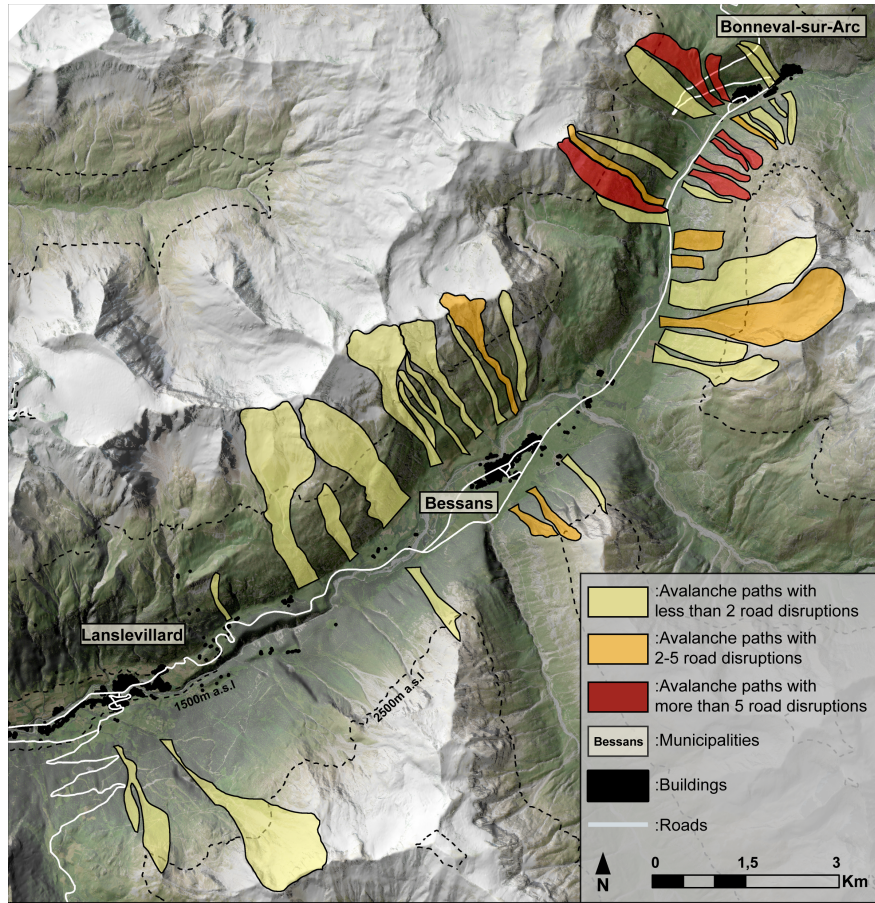 Bonneval-sur-Arc
Bessans
Lanslevillard
1500m a.s.l
2500m a.s.l
:Avalanche paths with
less than 2 road disruptions
:Avalanche paths with
2-5 road disruptions
:Avalanche paths with
more than 5 road disruptions
Bessans :Municipalities
:Buildings
:Roads
N
0 1,5 3
Km